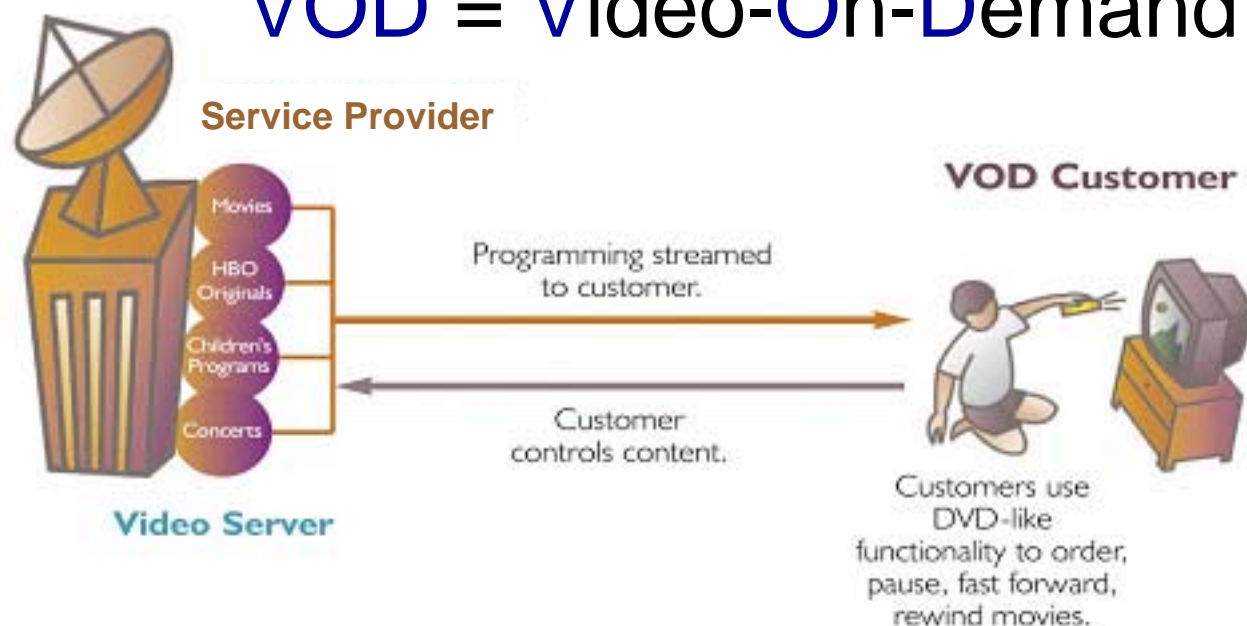 VOD = Video-On-Demand
Service Provider
VOD Customer
Movies
HBO
Originals
Children's
Programs
Concerts
Programming streamed
to customer.
Customer
controls content.
Video Server
Customers use
DVD-like
functionality to order,
pause, fast forward,
rewind movies.